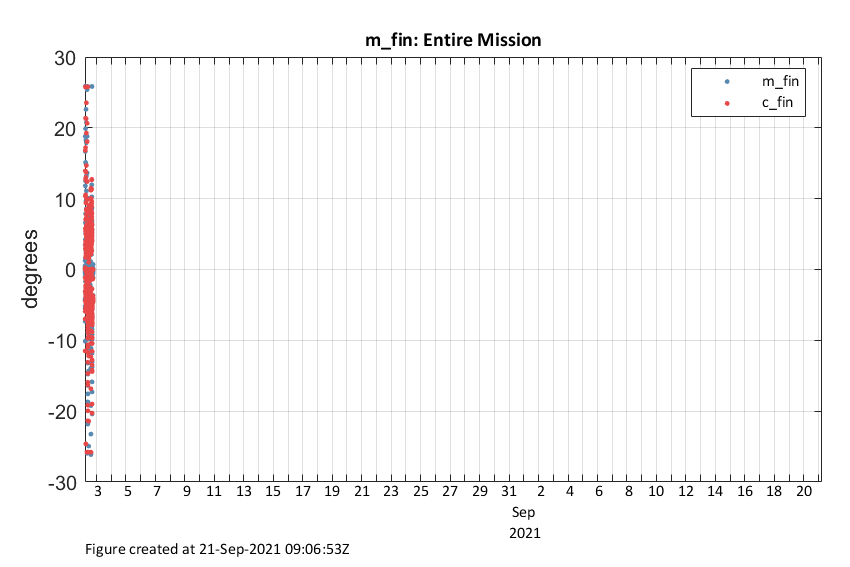 m_fin: Entire Mission
30
m_fin
c_fin
20
10
0
degrees
-10
-20
-30
3 5 7 9 11 13 15 17 19 21 23 25 27 29 31 2 4 6 8 10 12 14 16 18 20
Sep
2021
Figure created at 21-Sep-2021 09:06:53Z